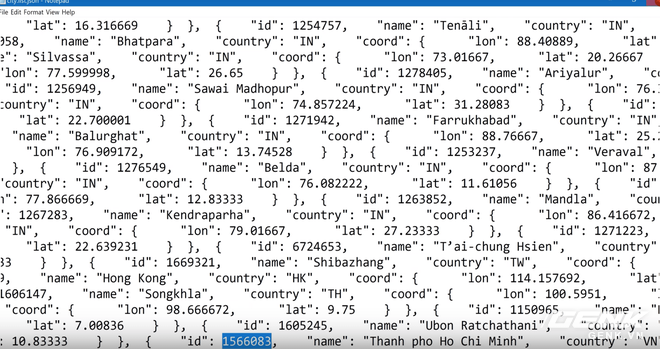 city.list.json - Notepad
File Edit Format View Help
"lat": 16.316669 } }, { "id": 1254757, "name": "Tenāli", "country": "IN",
058, "name": "Bhatpara", "country": "IN", "coord": { "lon": 88.40889,
"name": "Silvassa", "country": "IN", "coord": { "lon": 73.01667, "lat": 20.26667
"lon": 77.599998, "lat": 26.65 } }, { "id": 1278405, "name": "Ariyalur",
"id": 1256949, "name": "Sawai Madhopur", "country": "IN", "coord": { "lon": 76.
"country": "IN", "coord": { "lon": 74.857224, "lat": 31.28083 } }, { "id":
"lat": 22.700001 } }, { "id": 1271942, "name": "Farrukhabad", "country": "IN"
"name": "Balurghat", "country": "IN", "coord": { "lon": 88.76667, "lat": 25.
"lon": 76.909172, "lat": 13.74528 } }, { "id": 1253237, "name": "Veraval",
}, { "id": 1276549, "name": "Belda", "country": "IN", "coord": { "lon": 87
"country": "IN", "coord": { "lon": 76.082222, "lat": 11.61056 } }, { "id"
"lon": 77.866669, "lat": 12.83333 } }, { "id": 1263852, "name": "Mandla",
"id": 1267283, "name": "Kendraparha", "country": "IN", "coord": { "lon": 86.416672,
"IN", "coord": { "lon": 79.01667, "lat": 27.23333 } }, { "id": 1271223,
"lat": 22.639231 } }, { "id": 6724653, "name": "T'ai-chung Hsien", "country"
33 } }, { "id": 1669321, "name": "Shibazhang", "country": "TW", "coord": {
9, "name": "Hong Kong", "country": "HK", "coord": { "lon": 114.157692,
1606147, "name": "Songkhla", "country": "TH", "coord": { "lon": 100.5951,
"coord": { "lon": 98.666672, "lat": 9.75 } }, { "id": 1150965, "name":
"lat": 7.00836 } }, { "id": 1605245, "name": "Ubon Ratchathani", "country":
": 10.83333 } }, { "id": 1566083, "name": "Thanh pho Ho Chi Minh", "country": "VN"
GENK
GENK.VN